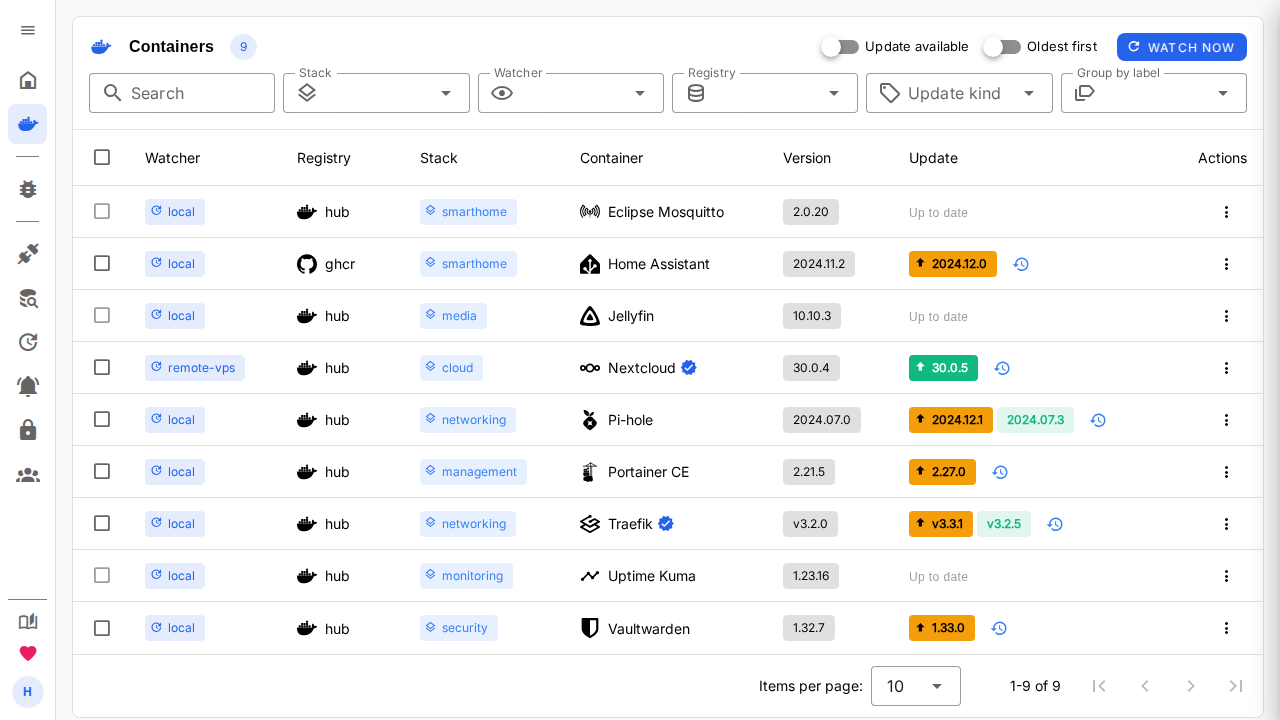 Containers 9 Update available Oldest first WATCH NOW
Search Stack Watcher Registry Update kind Group by label
Watcher Registry Stack Container Version Update Actions
local hub smarthome Eclipse Mosquitto 2.0.20 Up to date
local ghcr smarthome Home Assistant 2024.11.2 2024.12.0
local hub media Jellyfin 10.10.3 Up to date
remote-vps hub cloud Nextcloud 30.0.4 30.0.5
local hub networking Pi-hole 2024.07.0 2024.12.1 2024.07.3
local hub management Portainer CE 2.21.5 2.27.0
local hub networking Traefik v3.2.0 v3.3.1 v3.2.5
local hub monitoring Uptime Kuma 1.23.16 Up to date
local hub security Vaultwarden 1.32.7 1.33.0
Items per page: 10 1-9 of 9
H